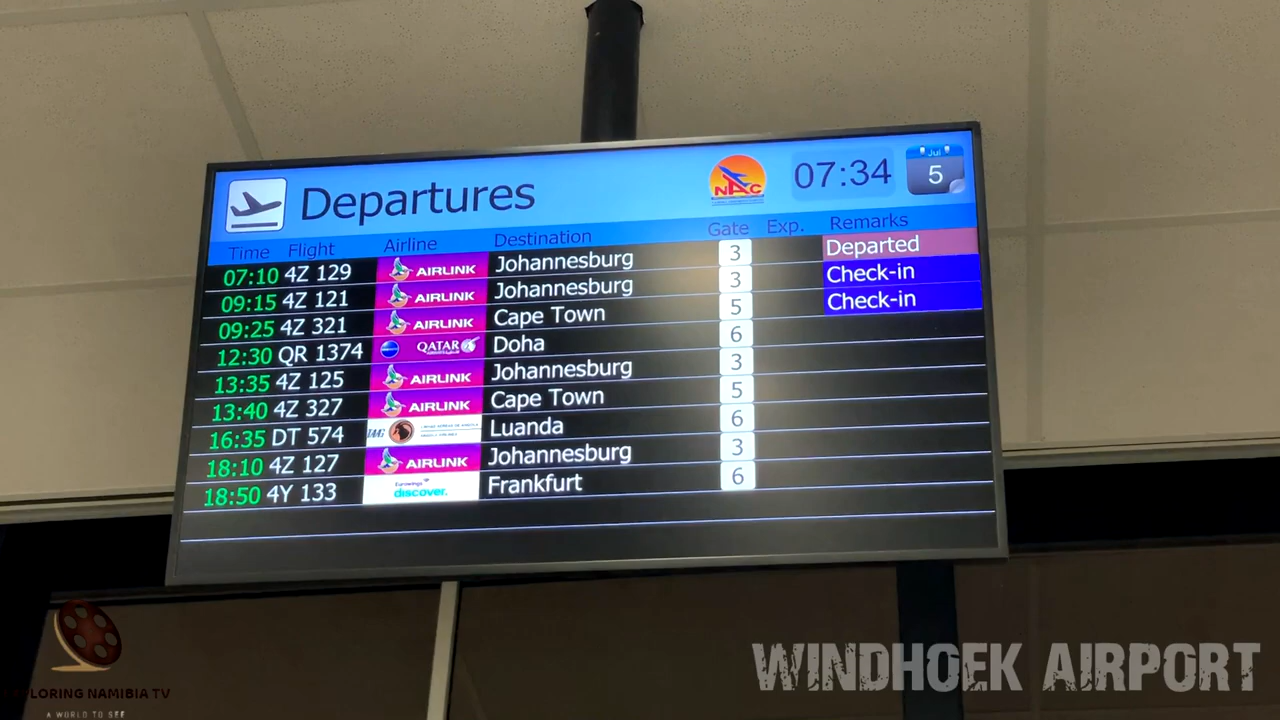 Departures NAC 07:34 Jul 5
Time Flight Airline Destination Gate Exp. Remarks
07:10 4Z 129 AIRLINK Johannesburg 3 Departed
09:15 4Z 121 AIRLINK Johannesburg 3 Check-in
09:25 4Z 321 AIRLINK Cape Town 5 Check-in
12:30 QR 1374 QATAR Doha 6
13:35 4Z 125 AIRLINK Johannesburg 3
13:40 4Z 327 AIRLINK Cape Town 5
16:35 DT 574 TAAG Luanda 6
18:10 4Z 127 AIRLINK Johannesburg 3
18:50 4Y 133 Eurowings discover. Frankfurt 6
WINDHOEK AIRPORT
NAMIBIA TV
A WORLD TO SEE